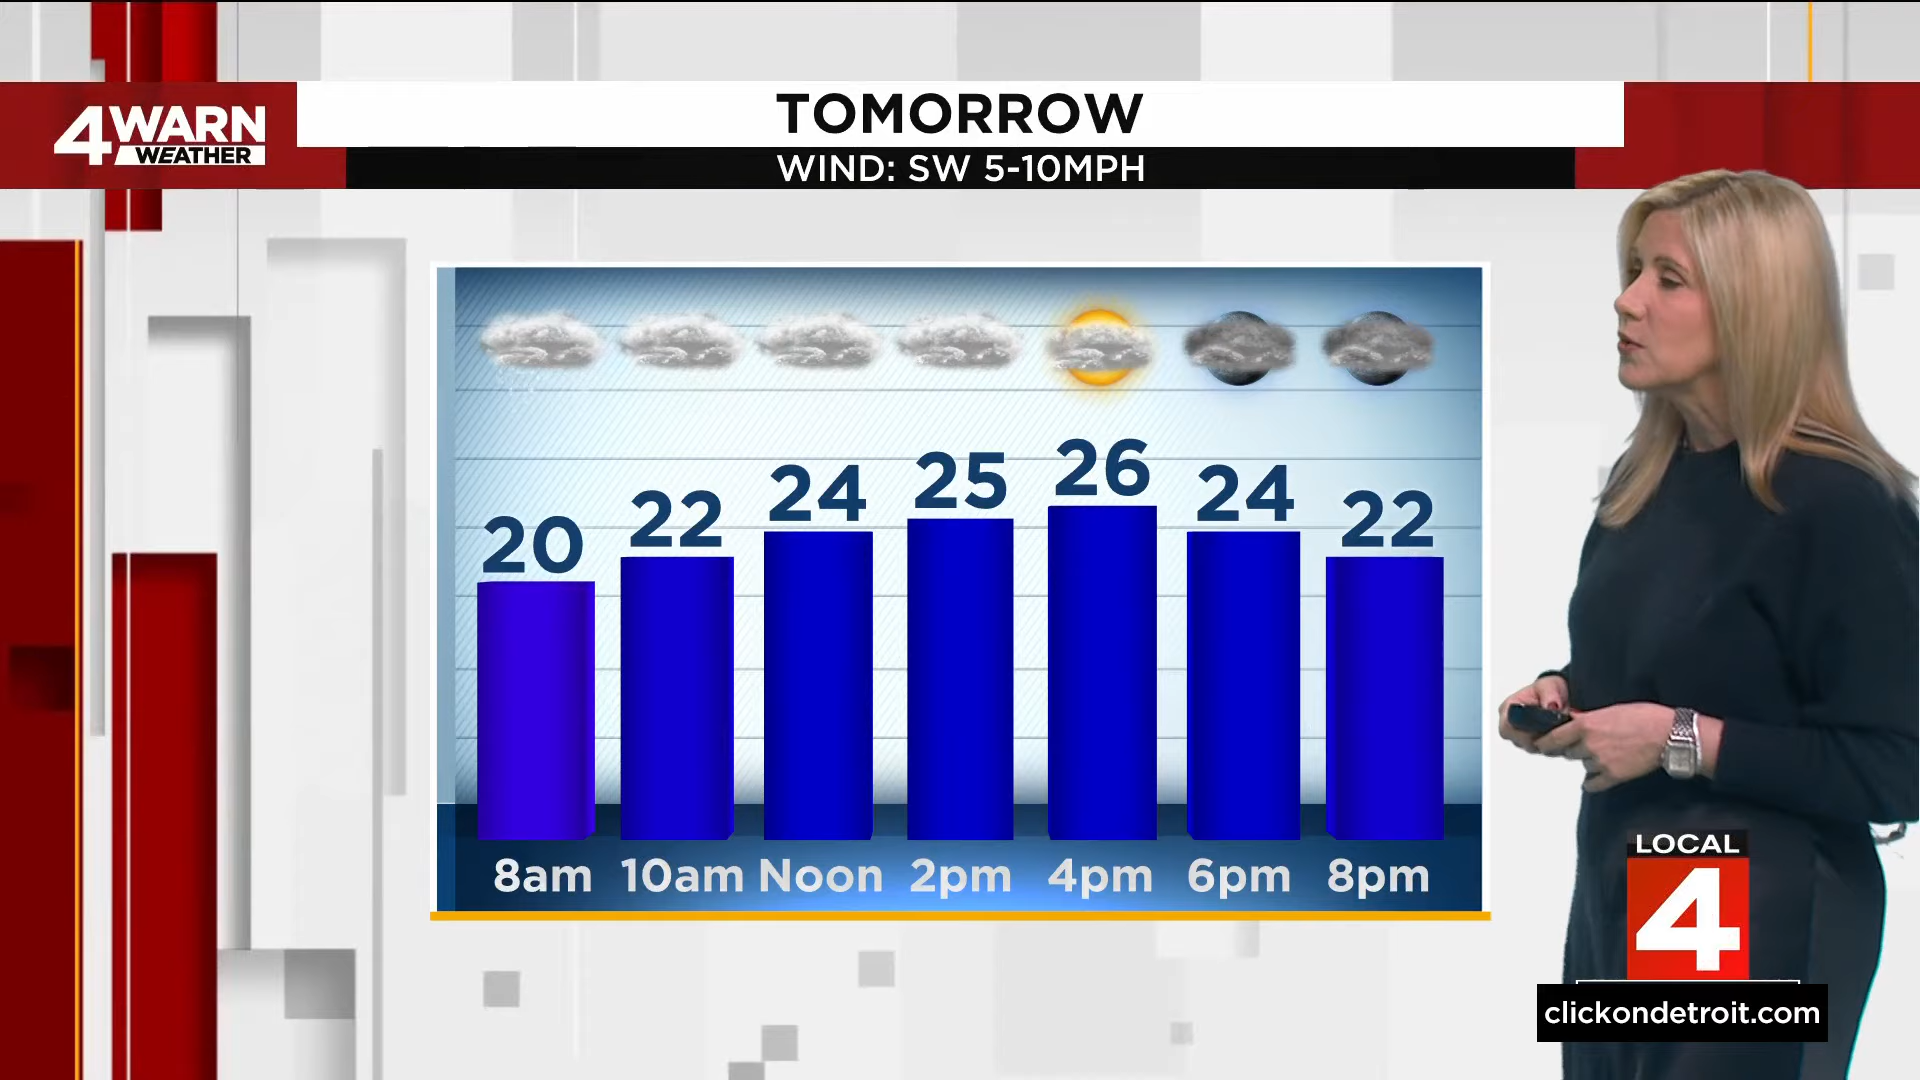 4WARN
WEATHER
TOMORROW
WIND: SW 5-10MPH
20 22 24 25 26 24 22
8am 10am Noon 2pm 4pm 6pm 8pm
LOCAL
4
clickondetroit.com